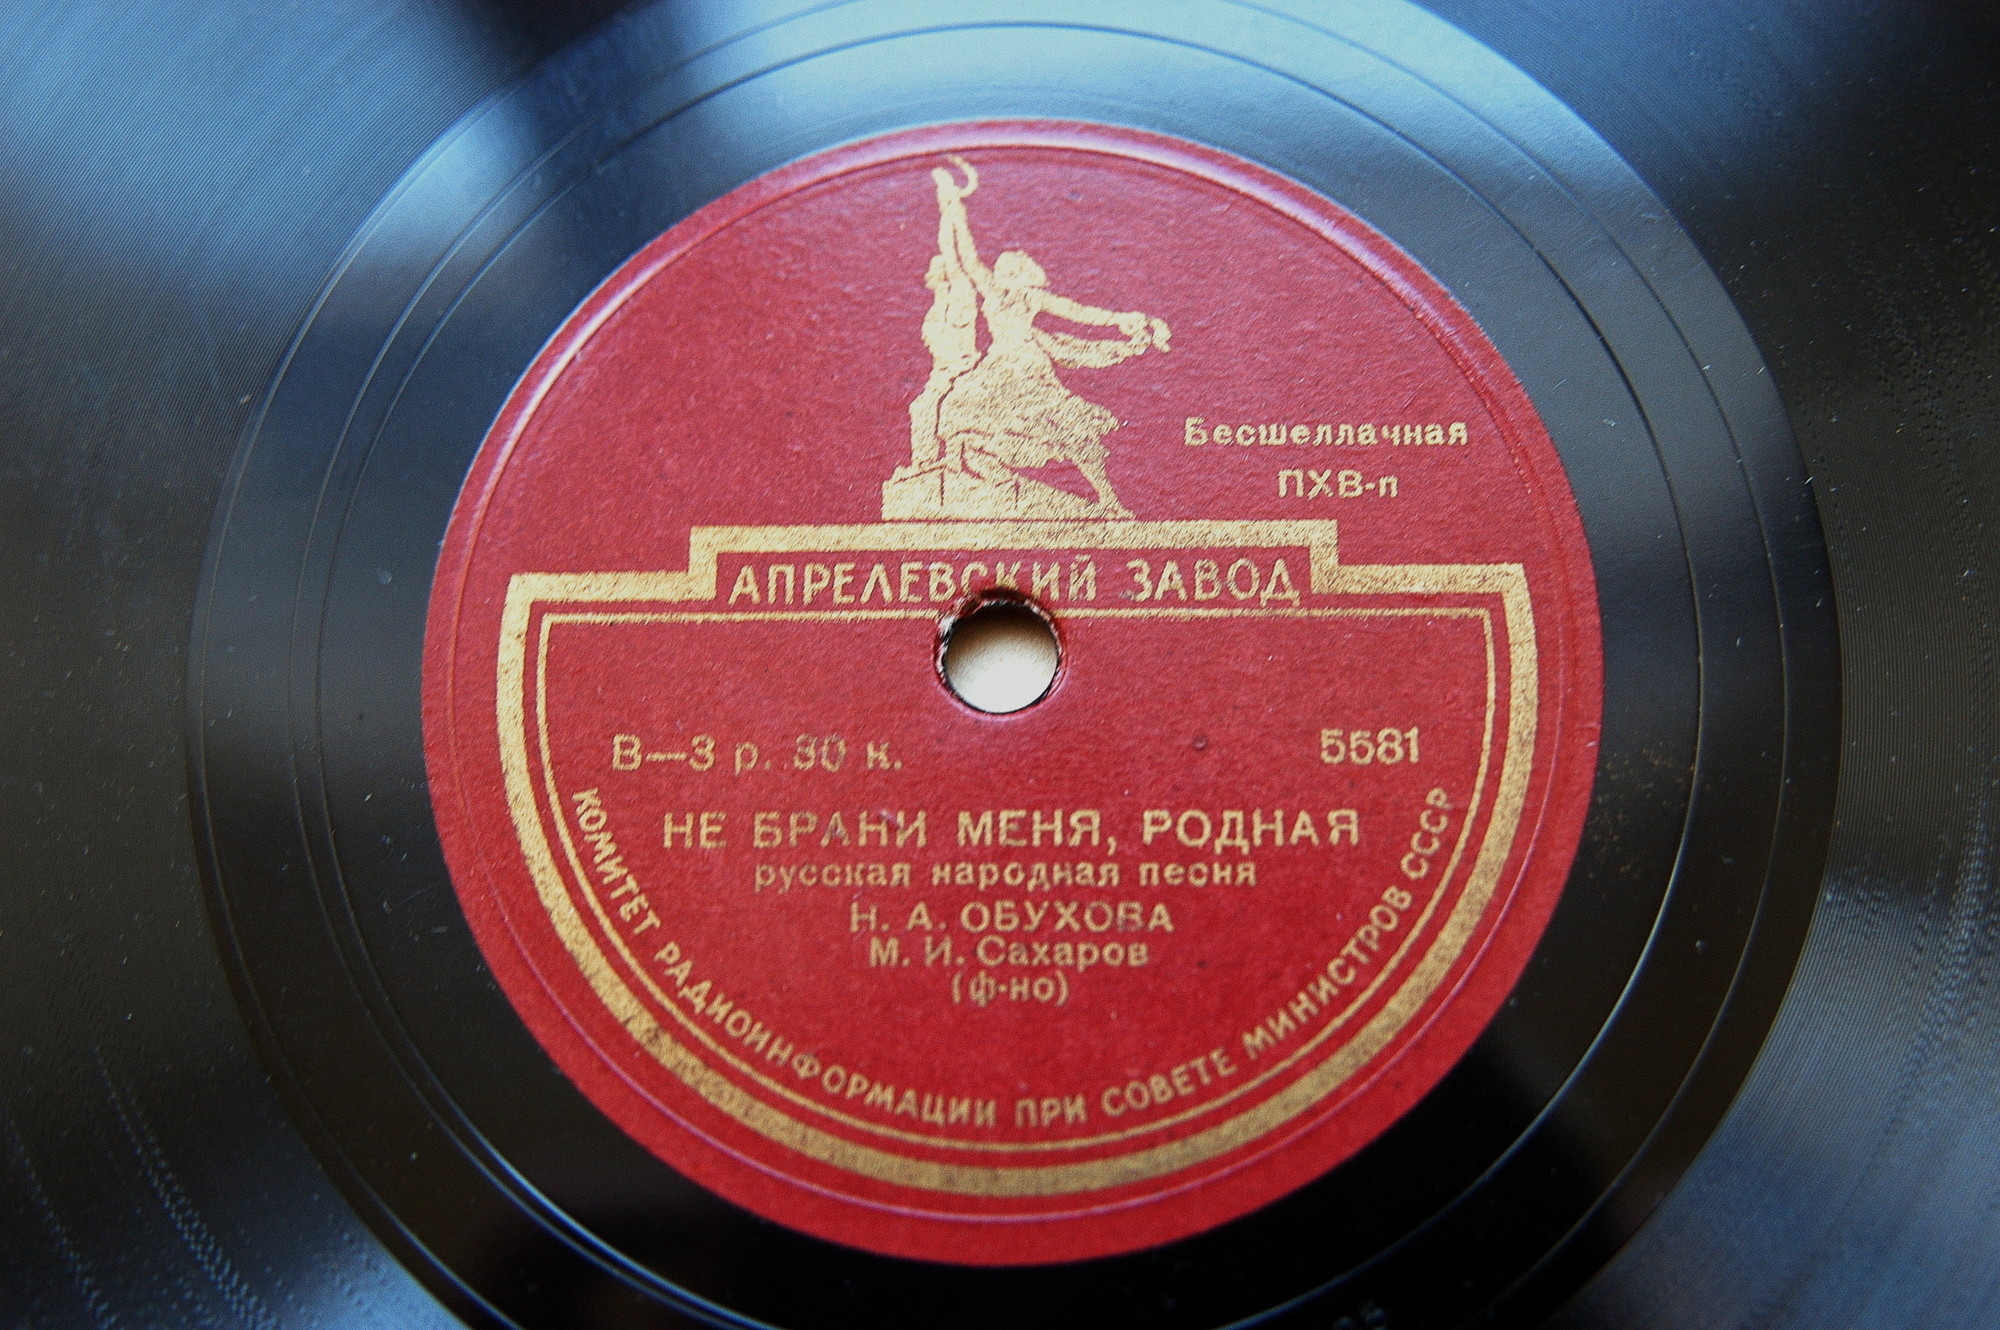 Бесшеллачная
ПХВ-п
АПРЕЛЕВСКИЙ ЗАВОД
В—3 р. 30 к.
5581
НЕ БРАНИ МЕНЯ, РОДНАЯ
русская народная песня
Н. А. ОБУХОВА
М. И. Сахаров
(ф-но)
КОМИТЕТ РАДИОИНФОРМАЦИИ ПРИ СОВЕТЕ МИНИСТРОВ СССР